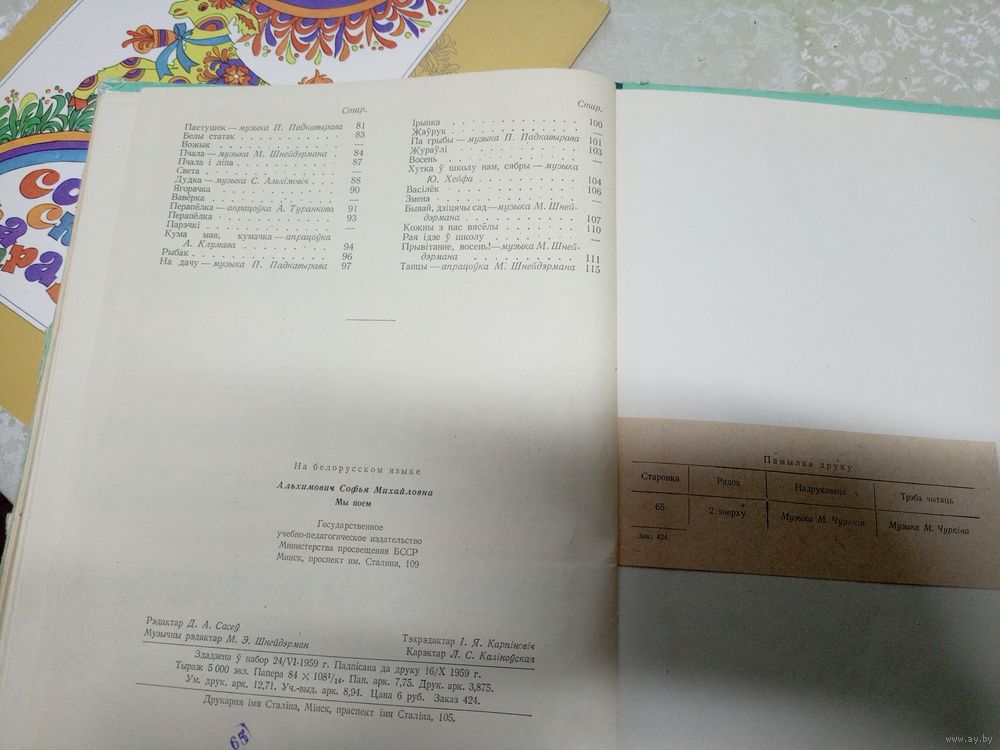 Стар.
Пастушок — музыка П. Падкавырава 81
Белы статак 83
Вожык —
Пчала — музыка М. Шнейдэрмана 84
Пчала і ліпа 87
Света —
Дудка — музыка С. Альхімовіч 88
Ягорачка 90
Вавёрка —
Перапёлка — апрацоўка А. Туранкова 91
Перапёлка 93
Парэчкі —
Кума мая, кумачка — апрацоўка
А. Клумава 94
Рыбак 96
На дачу — музыка П. Падкавырава 97
Стар.
Ірынка 100
Жаўрук —
Па грыбы — музыка П. Падкавырава 101
Жураўлі 103
Восень —
Хутка ў школу нам, сябры — музыка
Ю. Хейфа 104
Васілёк 106
Змена —
Бывай, дзіцячы сад — музыка М. Шней-
дэрмана 107
Кожны з нас вясёлы 110
Рая ідзе ў школу —
Прывітанне, восень! — музыка М. Шней-
дэрмана 111
Танцы — апрацоўка М. Шнейдэрмана 115
На белорусском языке
Альхимович Софья Михайловна
Мы поем
Государственное
учебно-педагогическое издательство
Министерства просвещения БССР
Минск, проспект им. Сталина, 109
Рэдактар Д. А. Сасеў
Музычны рэдактар М. Э. Шнейдэрман
Тэхрэдактар І. Я. Карпіновіч
Карэктар Л. С. Каліноўская
Здадзена ў набор 24/VI-1959 г. Падпісана да друку 16/X 1959 г.
Тыраж 5 000 экз. Папера 84 × 108¹/₁₆. Пап. арк. 7,75. Друк. арк. 3,875.
Ум. друк. арк. 12,71. Уч.-выд. арк. 8,94. Цана 6 руб. Заказ 424.
Друкарня імя Сталіна, Мінск, праспект імя Сталіна, 105.
65
Памылка друку
Старонка Радок Надрукавана Трэба чытаць
65 2 зверху Музыка М. Чуркіна Музыка М. Чуркіна
Заж. 424.
www.ay.by